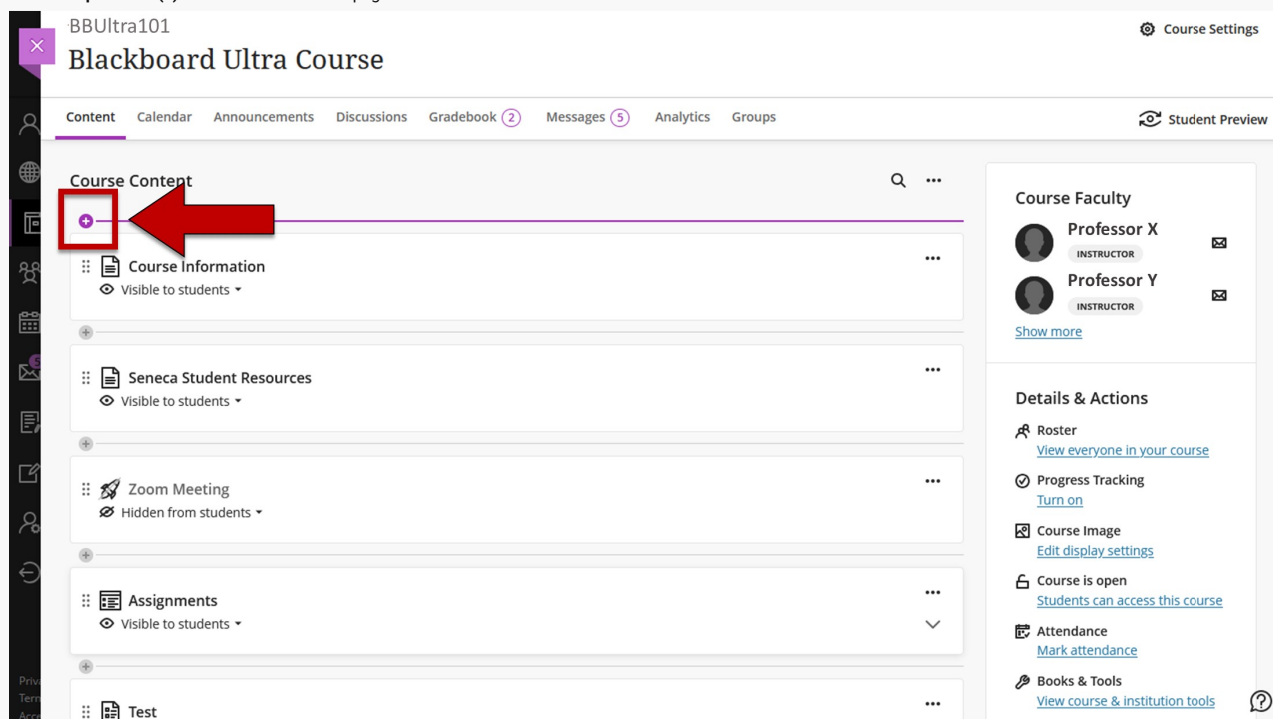 BBUltra101
Course Settings
Blackboard Ultra Course
Content Calendar Announcements Discussions Gradebook 2 Messages 5 Analytics Groups
Student Preview
Course Content
Course Information
Visible to students
Seneca Student Resources
Visible to students
Zoom Meeting
Hidden from students
Assignments
Visible to students
Test
Course Faculty
Professor X
INSTRUCTOR
Professor Y
INSTRUCTOR
Show more
Details & Actions
Roster
View everyone in your course
Progress Tracking
Turn on
Course Image
Edit display settings
Course is open
Students can access this course
Attendance
Mark attendance
Books & Tools
View course & institution tools
5
Priva
Term